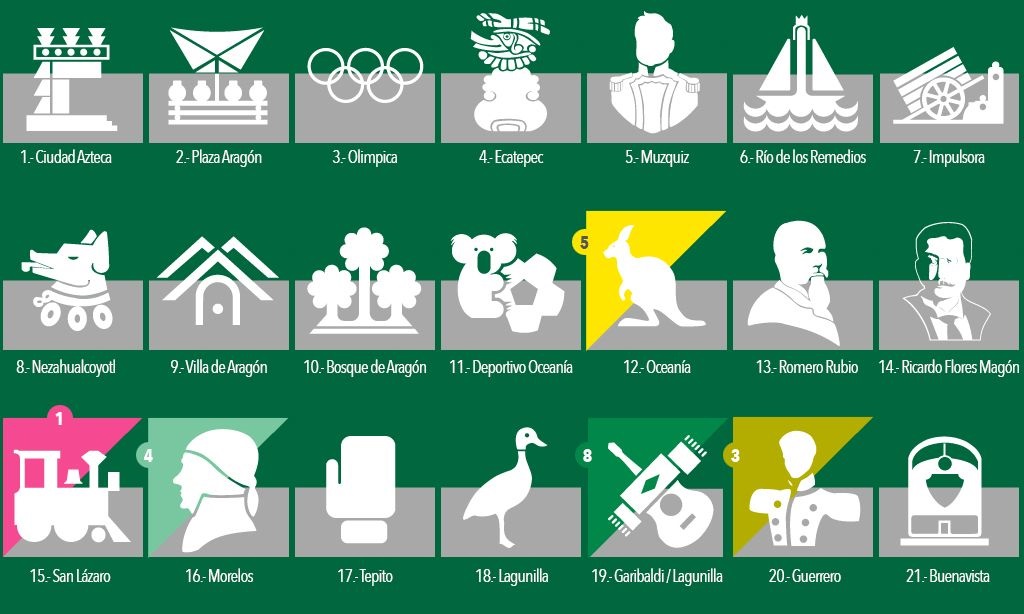 1.- Ciudad Azteca
2.- Plaza Aragón
3.- Olimpica
4.- Ecatepec
5.- Muzquiz
6.- Río de los Remedios
7.- Impulsora
5
8.- Nezahualcoyotl
9.- Villa de Aragón
10.- Bosque de Aragón
11.- Deportivo Oceanía
12.- Oceanía
13.- Romero Rubio
14.- Ricardo Flores Magón
1
4
8
3
15.- San Lázaro
16.- Morelos
17.- Tepito
18.- Lagunilla
19.- Garibaldi / Lagunilla
20.- Guerrero
21.- Buenavista